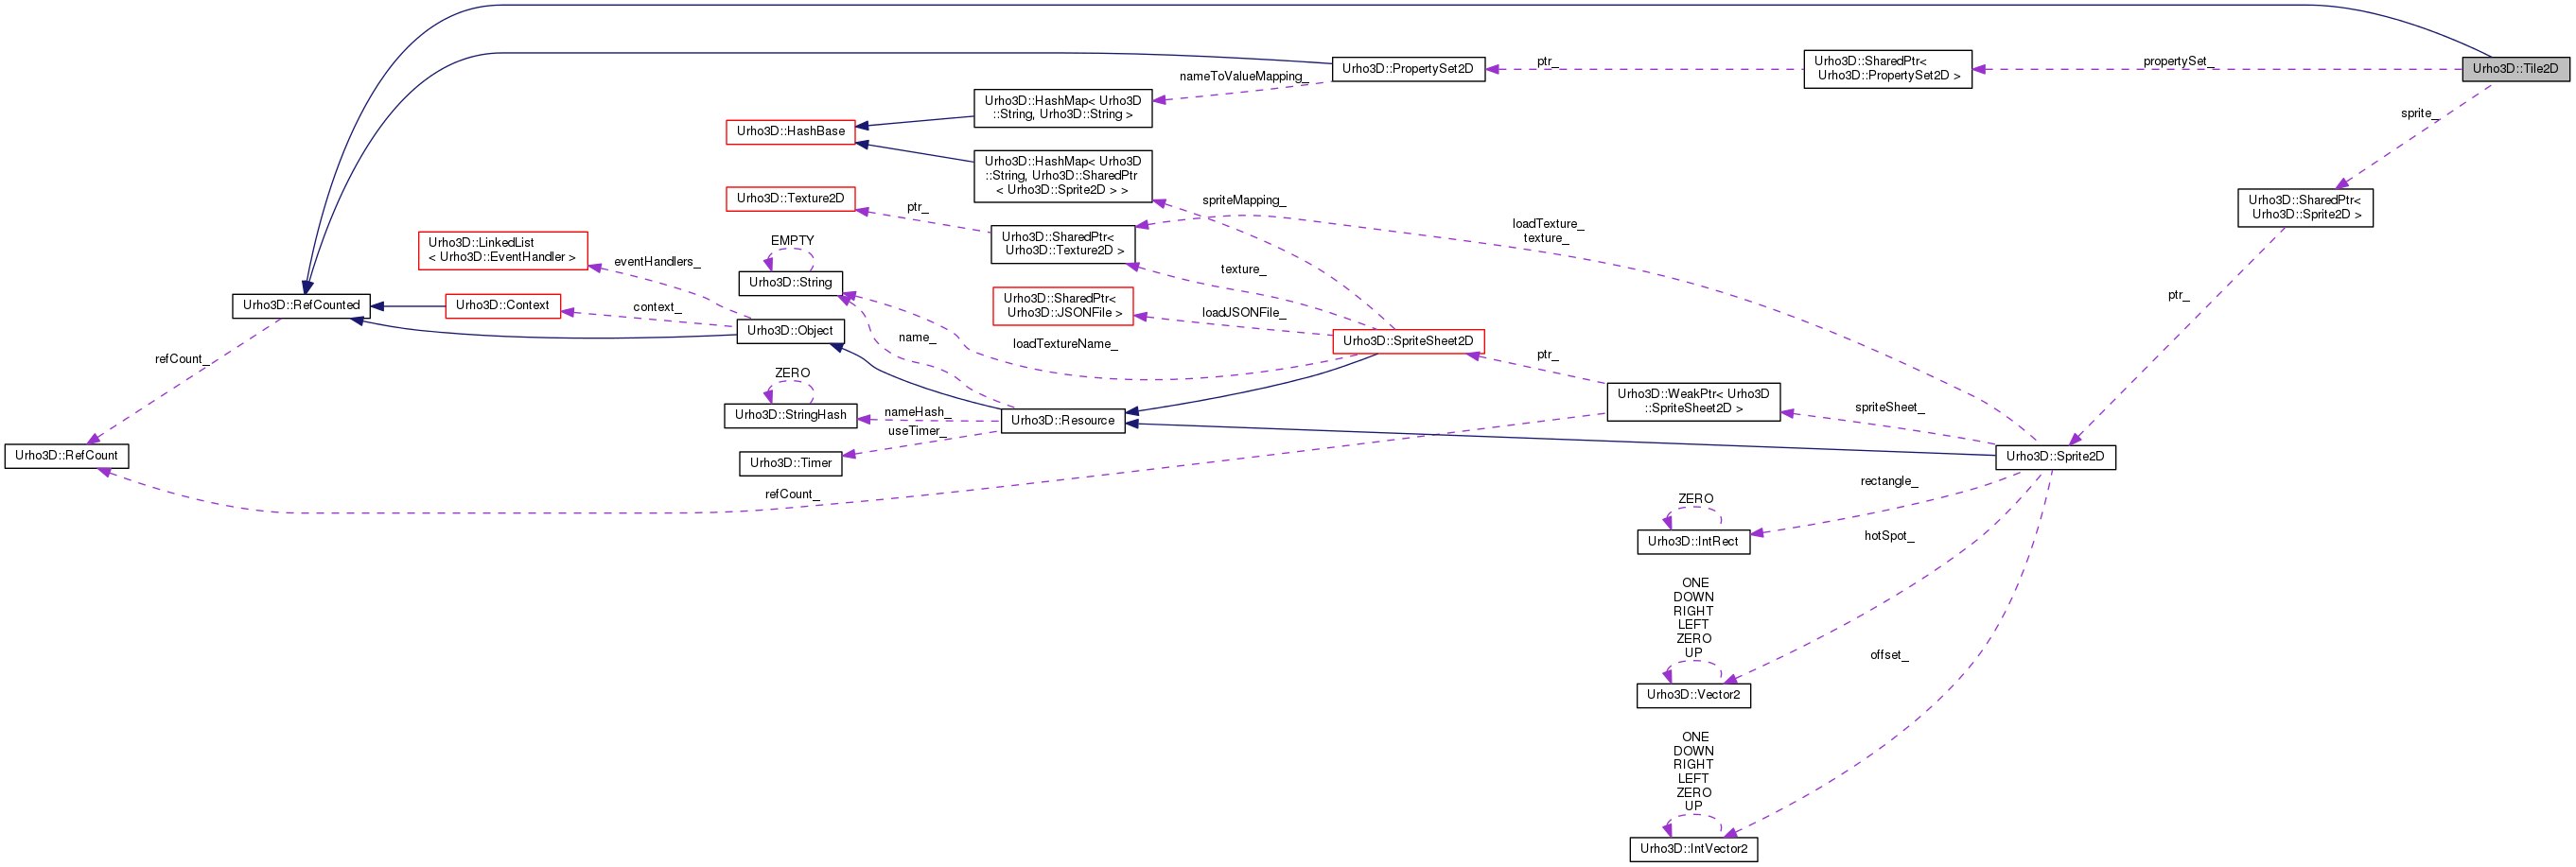 Urho3D::PropertySet2D
ptr_
Urho3D::SharedPtr<
Urho3D::PropertySet2D >
propertySet_
Urho3D::Tile2D
nameToValueMapping_
Urho3D::HashMap< Urho3D
::String, Urho3D::String >
Urho3D::HashBase
sprite_
Urho3D::HashMap< Urho3D
::String, Urho3D::SharedPtr
< Urho3D::Sprite2D > >
Urho3D::Texture2D
ptr_
spriteMapping_
Urho3D::SharedPtr<
Urho3D::Sprite2D >
loadTexture_
texture_
Urho3D::LinkedList
< Urho3D::EventHandler >
EMPTY
Urho3D::SharedPtr<
Urho3D::Texture2D >
eventHandlers_
texture_
Urho3D::String
Urho3D::RefCounted
Urho3D::Context
context_
Urho3D::SharedPtr<
Urho3D::JSONFile >
loadJSONFile_
ptr_
Urho3D::Object
name_
loadTextureName_
Urho3D::SpriteSheet2D
ptr_
refCount_
ZERO
Urho3D::StringHash
nameHash_
Urho3D::Resource
Urho3D::WeakPtr< Urho3D
::SpriteSheet2D >
spriteSheet_
useTimer_
Urho3D::RefCount
Urho3D::Timer
Urho3D::Sprite2D
refCount_
rectangle_
ZERO
Urho3D::IntRect
hotSpot_
ONE
DOWN
RIGHT
LEFT
ZERO
UP
offset_
Urho3D::Vector2
ONE
DOWN
RIGHT
LEFT
ZERO
UP
Urho3D::IntVector2